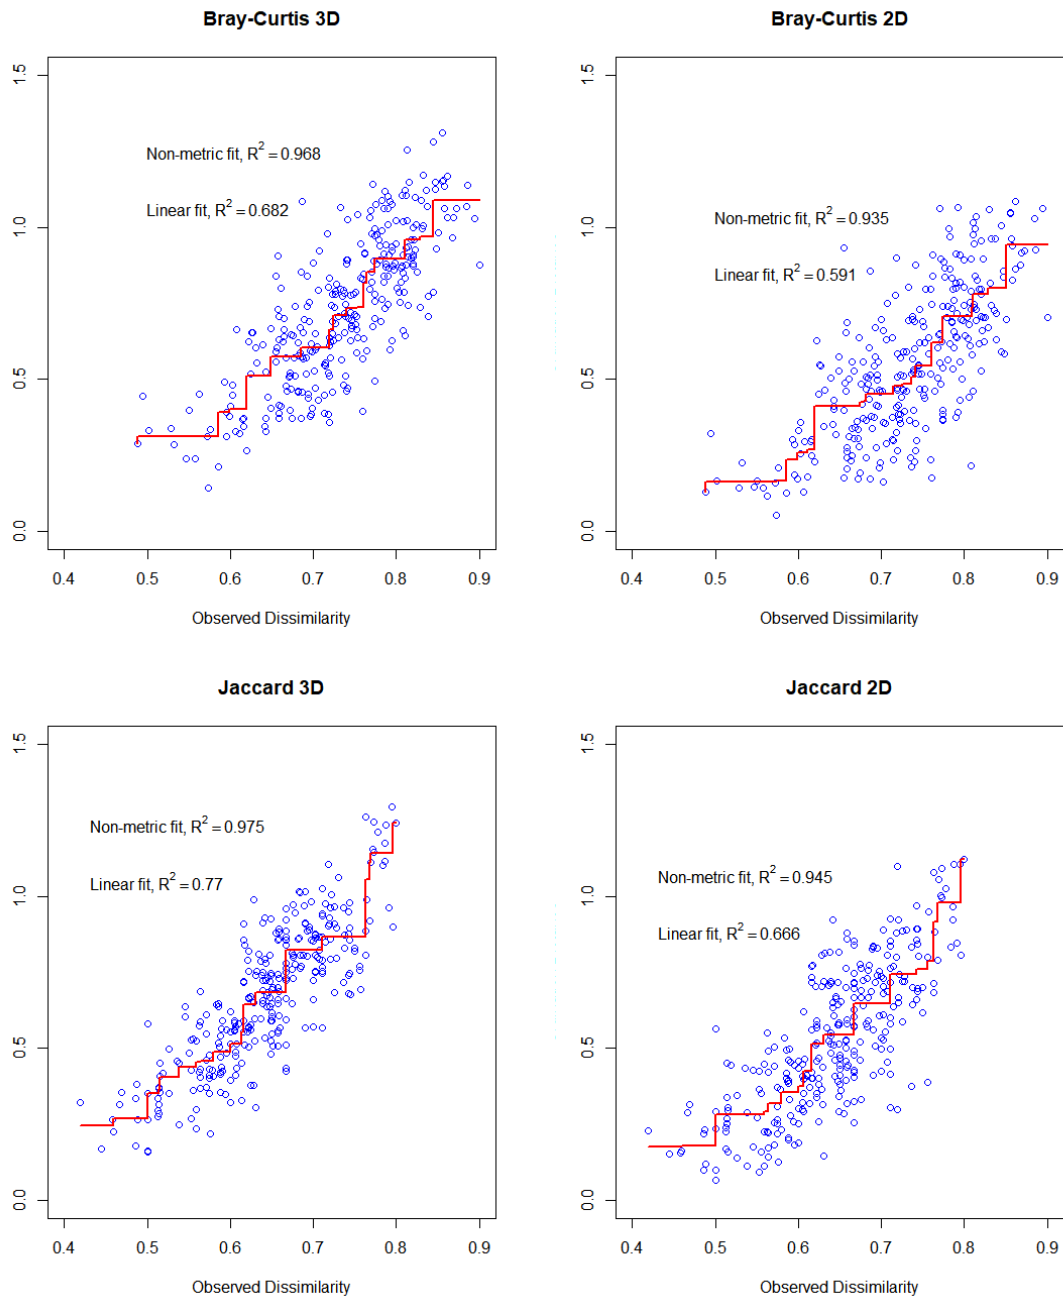 Bray-Curtis 3D
1.5
1.0
0.5
0.0
Non-metric fit, R² = 0.968
Linear fit, R² = 0.682
0.4 0.5 0.6 0.7 0.8 0.9
Observed Dissimilarity
Bray-Curtis 2D
1.5
1.0
0.5
0.0
Non-metric fit, R² = 0.935
Linear fit, R² = 0.591
0.4 0.5 0.6 0.7 0.8 0.9
Observed Dissimilarity
Jaccard 3D
1.5
1.0
0.5
0.0
Non-metric fit, R² = 0.975
Linear fit, R² = 0.77
0.4 0.5 0.6 0.7 0.8 0.9
Observed Dissimilarity
Jaccard 2D
1.5
1.0
0.5
0.0
Non-metric fit, R² = 0.945
Linear fit, R² = 0.666
0.4 0.5 0.6 0.7 0.8 0.9
Observed Dissimilarity